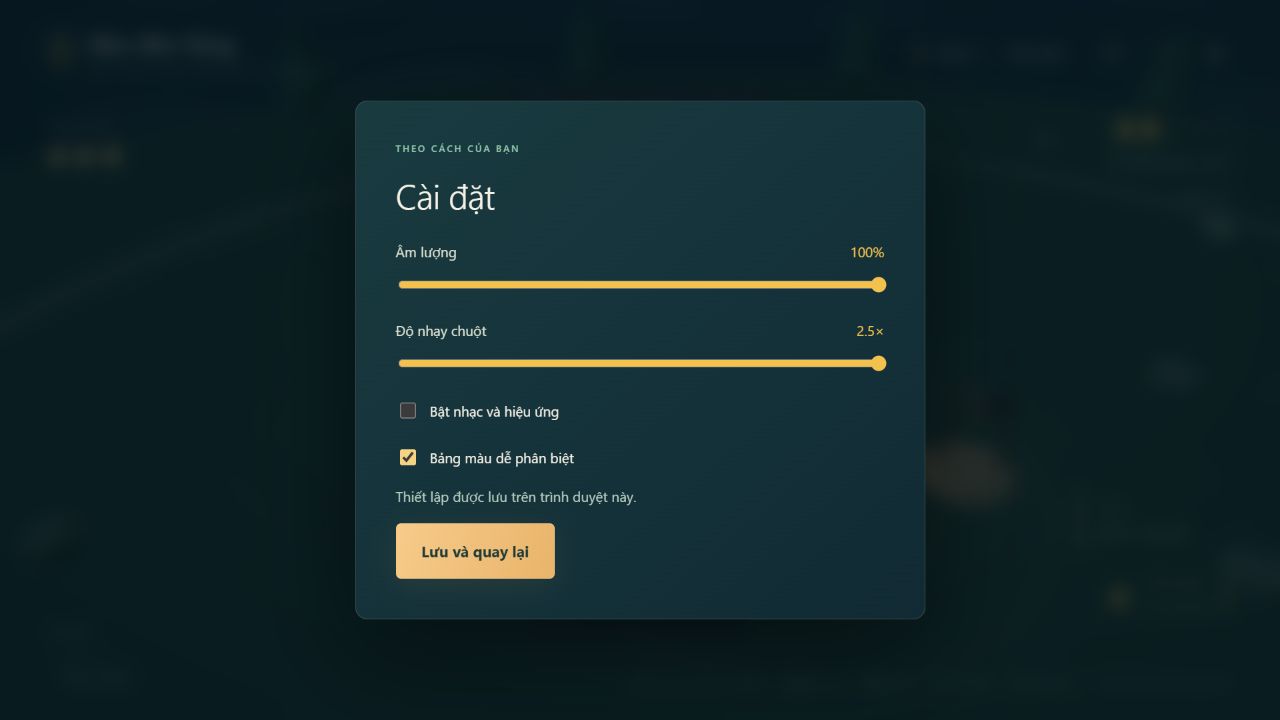 THEO CÁCH CỦA BẠN
Cài đặt
Âm lượng 100%
Độ nhạy chuột 2.5×
Bật nhạc và hiệu ứng
Bảng màu dễ phân biệt
Thiết lập được lưu trên trình duyệt này.
Lưu và quay lại